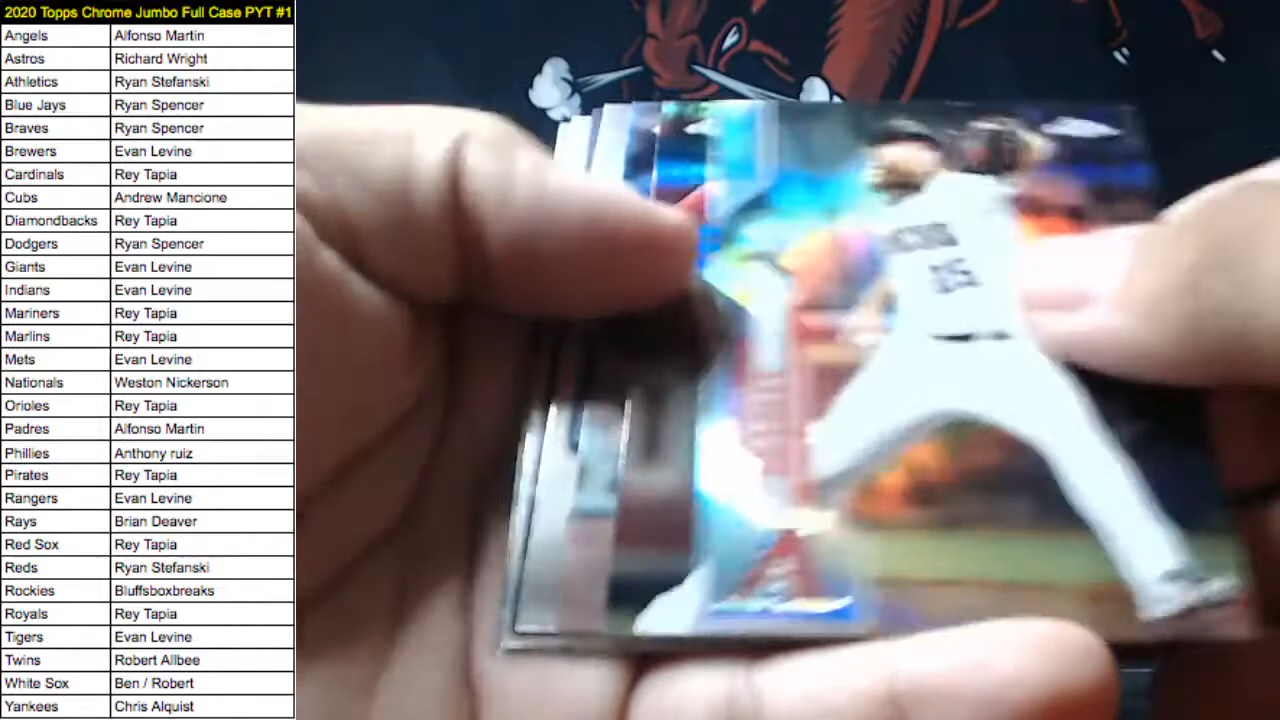 2020 Topps Chrome Jumbo Full Case PYT #1
Angels Alfonso Martin
Astros Richard Wright
Athletics Ryan Stefanski
Blue Jays Ryan Spencer
Braves Ryan Spencer
Brewers Evan Levine
Cardinals Rey Tapia
Cubs Andrew Mancione
Diamondbacks Rey Tapia
Dodgers Ryan Spencer
Giants Evan Levine
Indians Evan Levine
Mariners Rey Tapia
Marlins Rey Tapia
Mets Evan Levine
Nationals Weston Nickerson
Orioles Rey Tapia
Padres Alfonso Martin
Phillies Anthony ruiz
Pirates Rey Tapia
Rangers Evan Levine
Rays Brian Deaver
Red Sox Rey Tapia
Reds Ryan Stefanski
Rockies Bluffsboxbreaks
Royals Rey Tapia
Tigers Evan Levine
Twins Robert Allbee
White Sox Ben / Robert
Yankees Chris Alquist